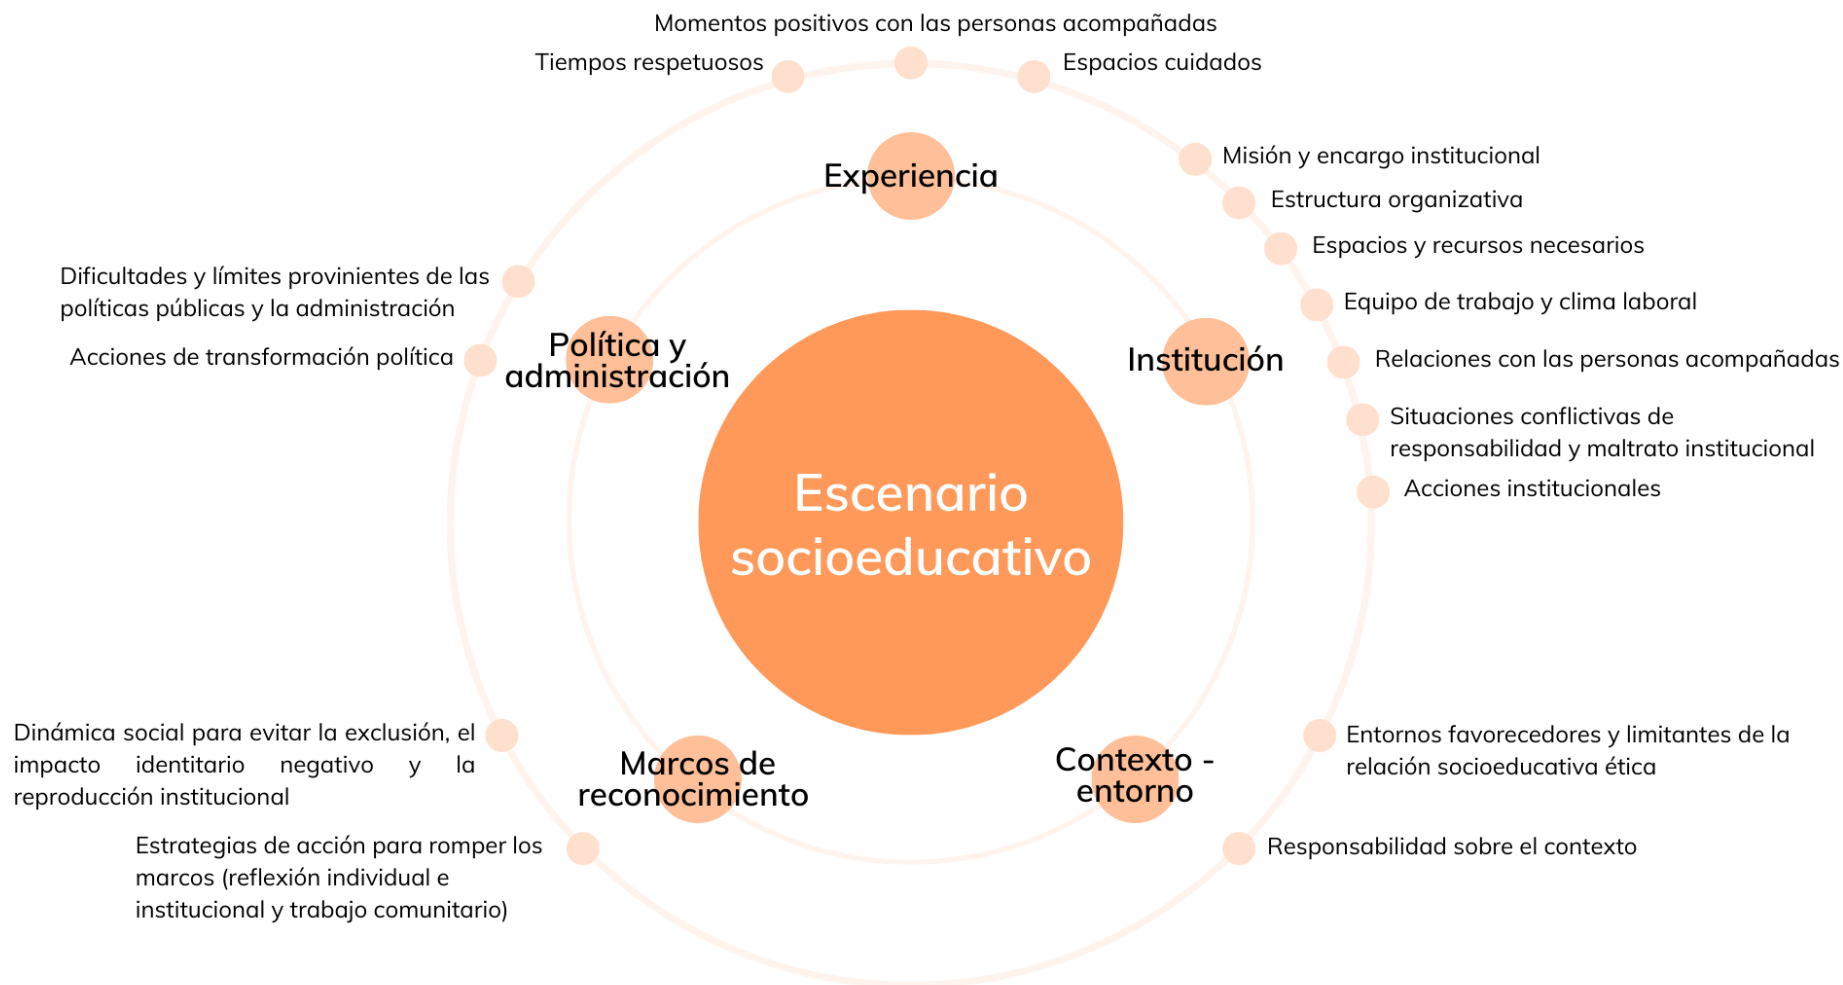 Momentos positivos con las personas acompañadas
Tiempos respetuosos
Espacios cuidados
Experiencia
Misión y encargo institucional
Estructura organizativa
Espacios y recursos necesarios
Equipo de trabajo y clima laboral
Relaciones con las personas acompañadas
Situaciones conflictivas de
responsabilidad y maltrato institucional
Acciones institucionales
Institución
Dificultades y límites provinientes de las
políticas públicas y la administración
Acciones de transformación política
Política y
administración
Escenario
socioeducativo
Dinámica social para evitar la exclusión, el
impacto identitario negativo y la
reproducción institucional
Estrategias de acción para romper los
marcos (reflexión individual e
institucional y trabajo comunitario)
Marcos de
reconocimiento
Contexto -
entorno
Entornos favorecedores y limitantes de la
relación socioeducativa ética
Responsabilidad sobre el contexto